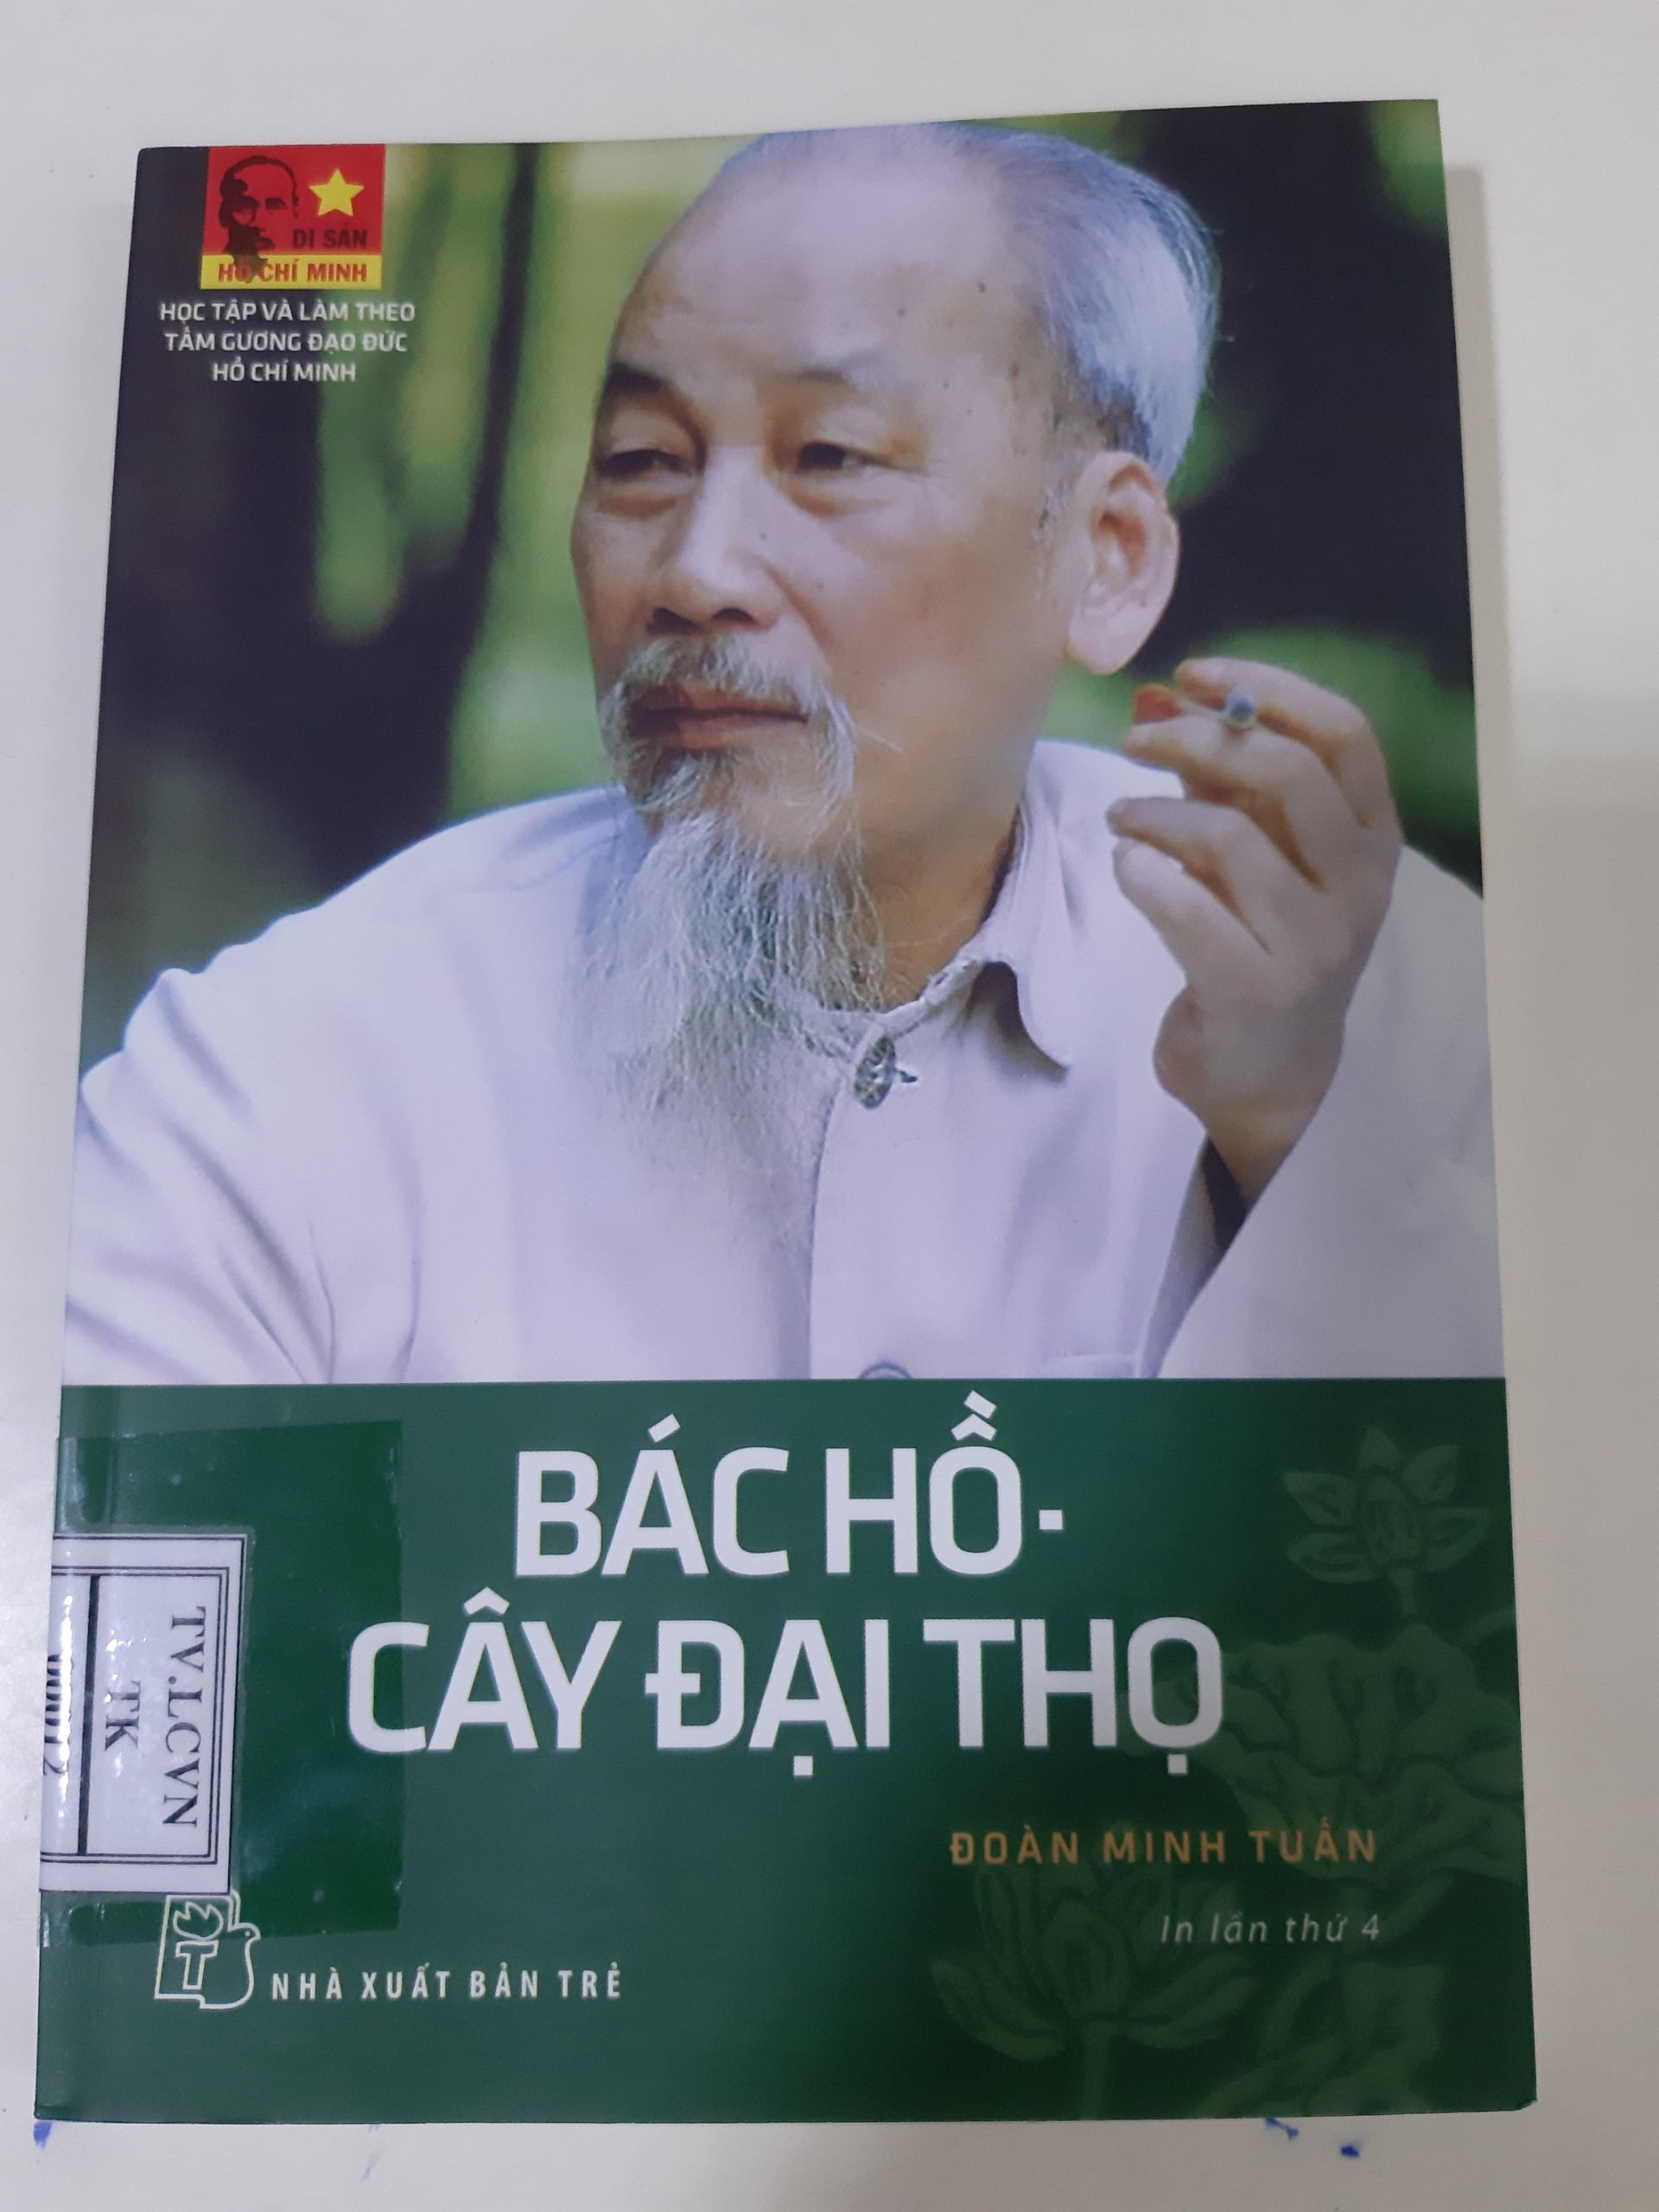 DI SẢN
HỒ CHÍ MINH
HỌC TẬP VÀ LÀM THEO
TẤM GƯƠNG ĐẠO ĐỨC
HỒ CHÍ MINH
BÁC HỒ-
CÂY ĐẠI THỌ
ĐOÀN MINH TUẤN
In lần thứ 4
TV.LCVN
TK
T
NHÀ XUẤT BẢN TRẺ